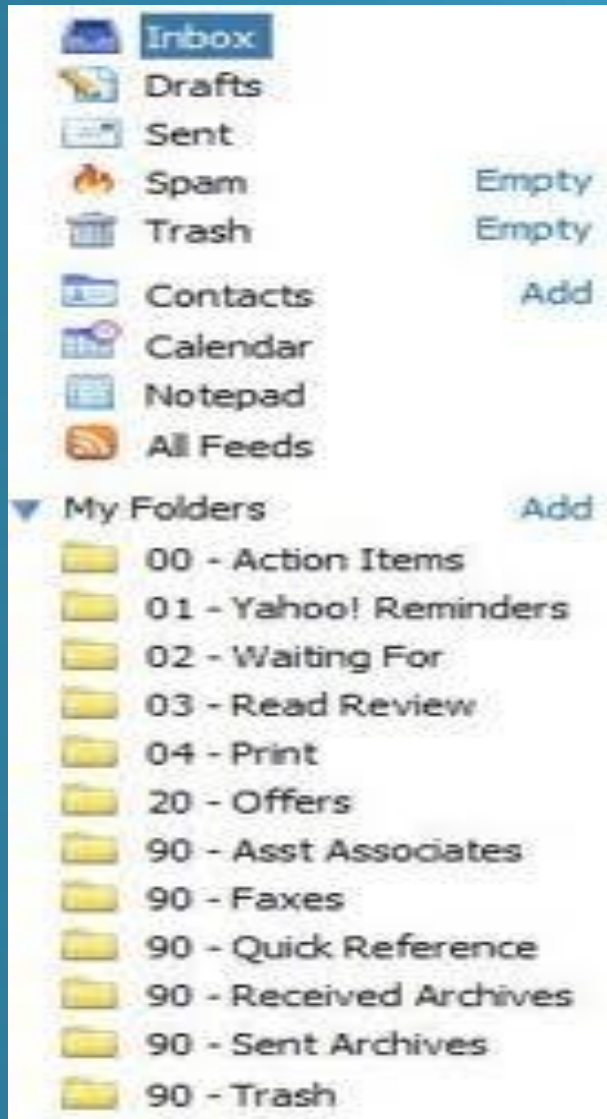 Inbox
Drafts
Sent
Spam Empty
Trash Empty
Contacts Add
Calendar
Notepad
All Feeds
My Folders Add
00 - Action Items
01 - Yahoo! Reminders
02 - Waiting For
03 - Read Review
04 - Print
20 - Offers
90 - Asst Associates
90 - Faxes
90 - Quick Reference
90 - Received Archives
90 - Sent Archives
90 - Trash